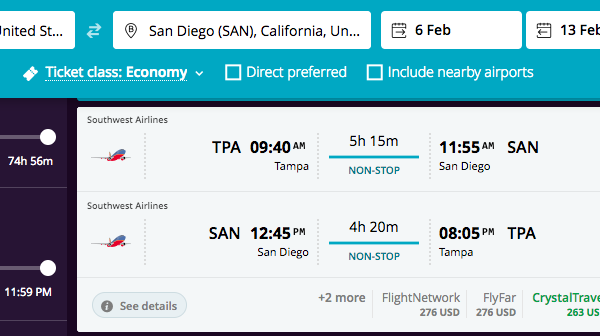 United St...
B San Diego (SAN), California, Un...
6 Feb
13 Feb
Ticket class: Economy
Direct preferred
Include nearby airports
74h 56m
11:59 PM
Southwest Airlines
TPA 09:40 AM
Tampa
5h 15m
NON-STOP
11:55 AM SAN
San Diego
Southwest Airlines
SAN 12:45 PM
San Diego
4h 20m
NON-STOP
08:05 PM TPA
Tampa
i See details
+2 more
FlightNetwork
276 USD
FlyFar
276 USD
CrystalTrave
263 US